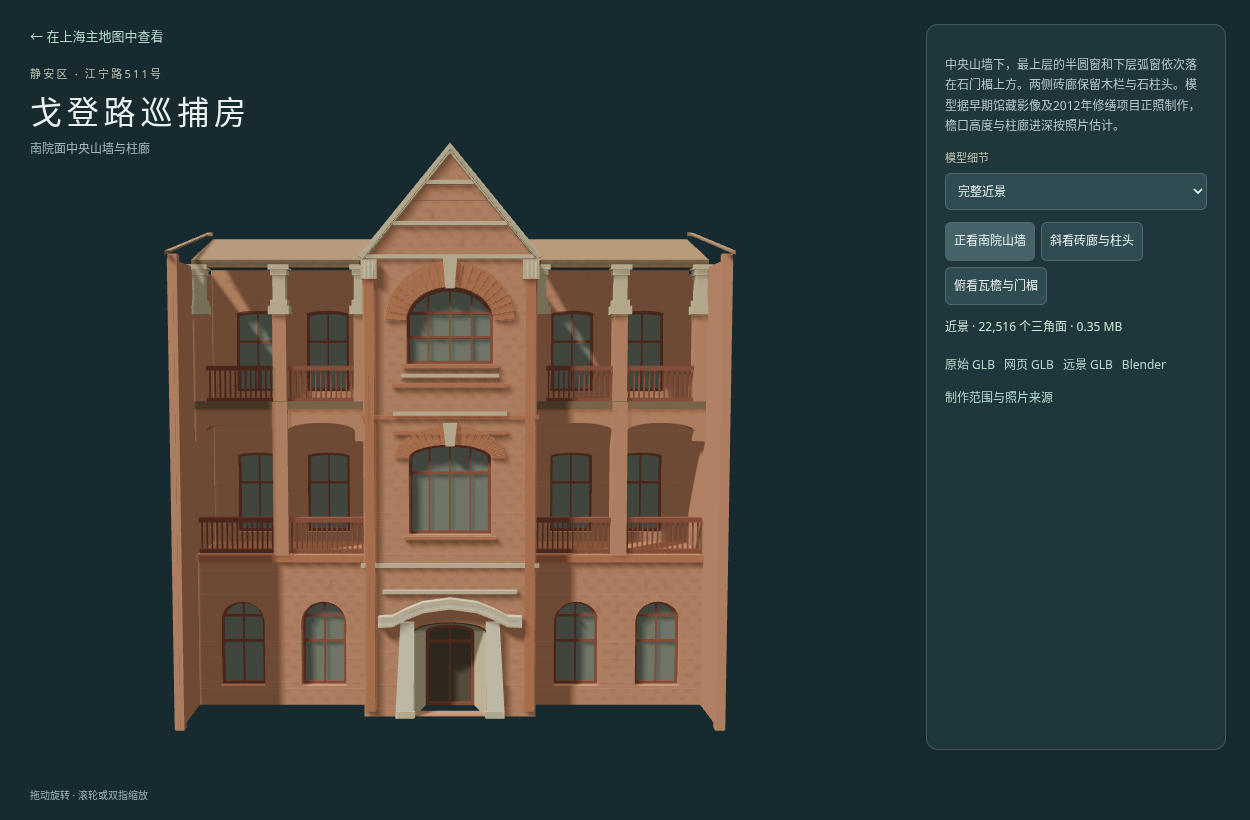 ← 在上海主地图中查看
静安区 · 江宁路511号
戈登路巡捕房
南院面中央山墙与柱廊
中央山墙下，最上层的半圆窗和下层弧窗依次落
在石门楣上方。两侧砖廊保留木栏与石柱头。模
型据早期馆藏影像及2012年修缮项目正照制作，
檐口高度与柱廊进深按照片估计。
模型细节
完整近景
正看南院山墙
斜看砖廊与柱头
俯看瓦檐与门楣
近景 · 22,516 个三角面 · 0.35 MB
原始 GLB 网页 GLB 远景 GLB Blender
制作范围与照片来源
拖动旋转 · 滚轮或双指缩放